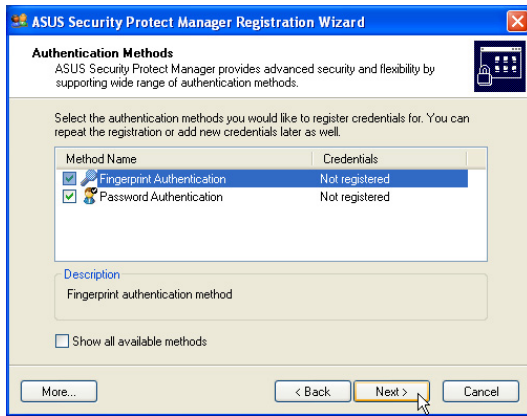 ASUS Security Protect Manager Registration Wizard
Authentication Methods
ASUS Security Protect Manager provides advanced security and flexibility by
supporting wide range of authentication methods.
Select the authentication methods you would like to register credentials for. You can
repeat the registration or add new credentials later as well.
Method Name Credentials
Fingerprint Authentication Not registered
Password Authentication Not registered
Description
Fingerprint authentication method
Show all available methods
More... < Back Next > Cancel